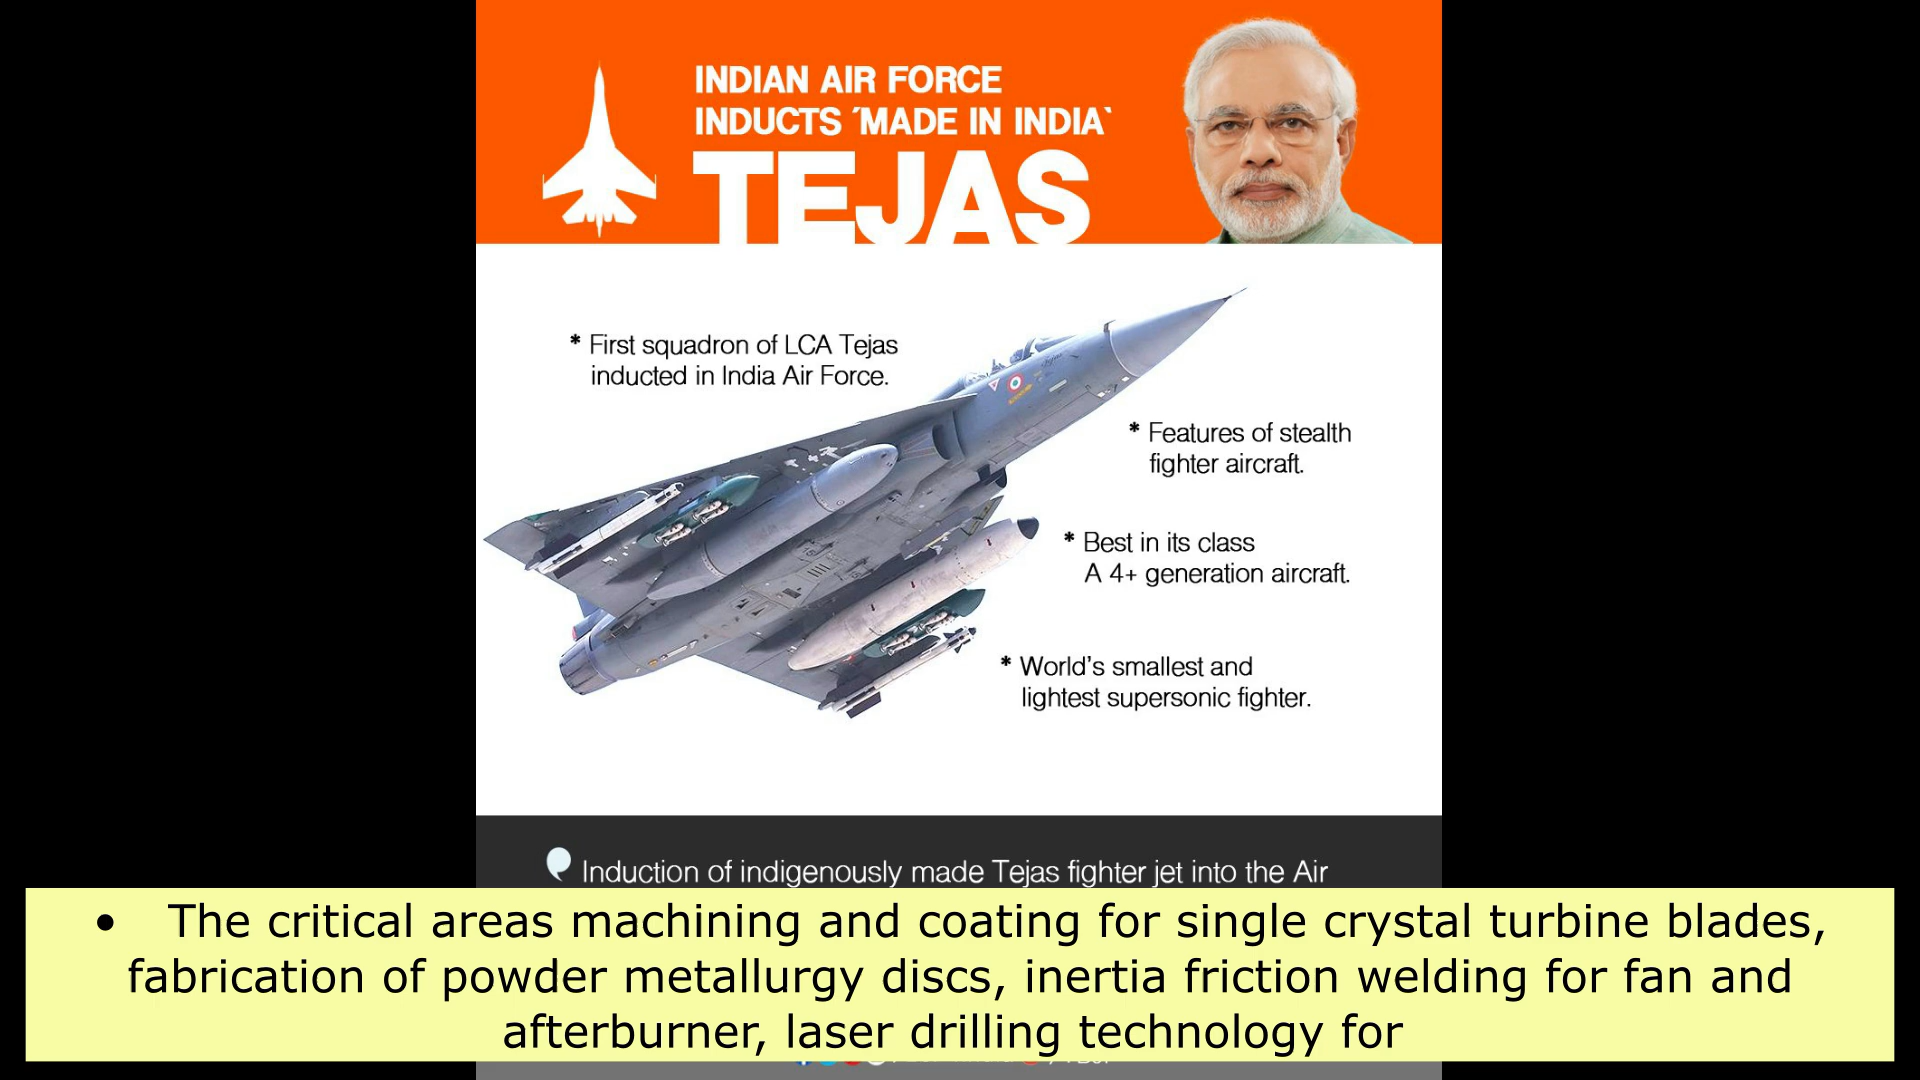 INDIAN AIR FORCE
INDUCTS ´MADE IN INDIA`
TEJAS
* First squadron of LCA Tejas
inducted in India Air Force.
* Features of stealth
fighter aircraft.
* Best in its class
A 4+ generation aircraft.
* World's smallest and
lightest supersonic fighter.
Induction of indigenously made Tejas fighter jet into the Air
• The critical areas machining and coating for single crystal turbine blades,
fabrication of powder metallurgy discs, inertia friction welding for fan and
afterburner, laser drilling technology for